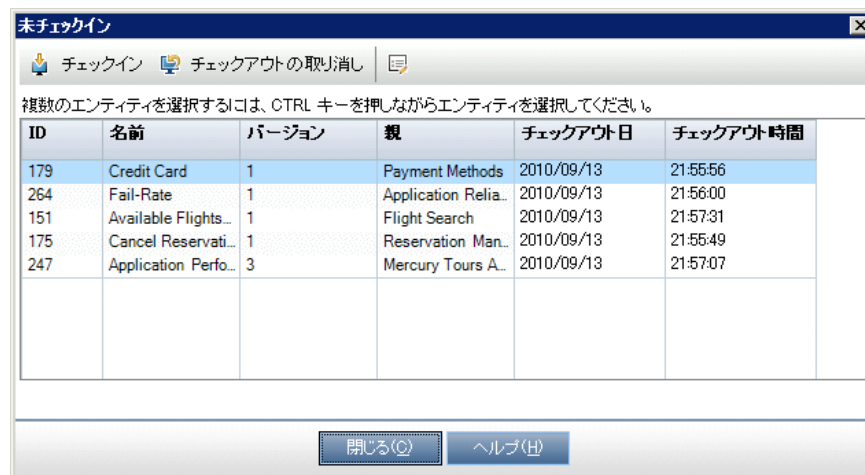 未チェックイン
チェックイン チェックアウトの取り消し
複数のエンティティを選択するには、CTRL キーを押しながらエンティティを選択してください。
ID 名前 バージョン 親 チェックアウト日 チェックアウト時間
179 Credit Card 1 Payment Methods 2010/09/13 21:55:56
264 Fail-Rate 1 Application Relia... 2010/09/13 21:56:00
151 Available Flights... 1 Flight Search 2010/09/13 21:57:31
175 Cancel Reservati... 1 Reservation Man... 2010/09/13 21:55:49
247 Application Perfo... 3 Mercury Tours A... 2010/09/13 21:57:07
閉じる(C) ヘルプ(H)